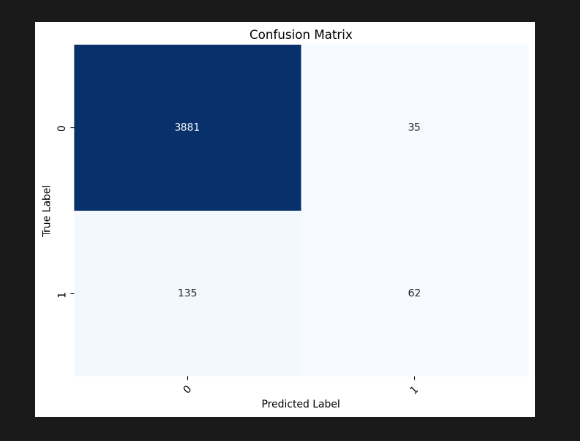 Confusion Matrix
True Label
0
3881 35
1
135 62
0 1
Predicted Label